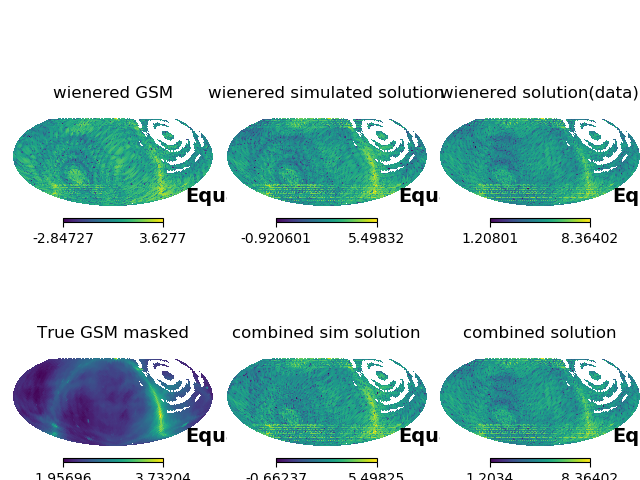 wienered GSM
wienered simulated solution
wienered solution(data)
Equ
Equ
Eq
-2.84727 3.6277
-0.920601 5.49832
1.20801 8.36402
True GSM masked
combined sim solution
combined solution
Equ
Equ
Eq
1.95696 3.73204
-0.66237 5.49825
1.2034 8.36402